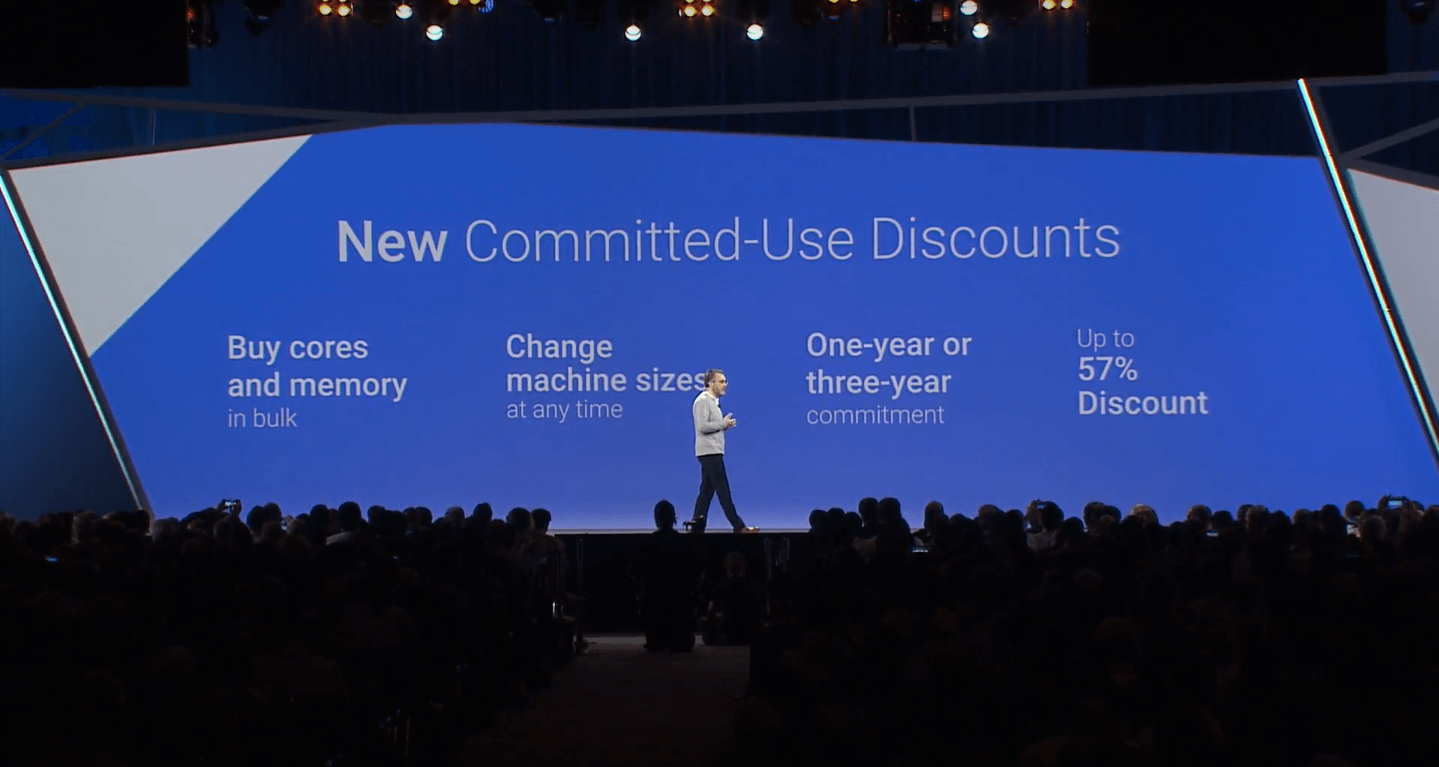 New Committed-Use Discounts
Buy cores
and memory
in bulk
Change
machine sizes
at any time
One-year or
three-year
commitment
Up to
57%
Discount